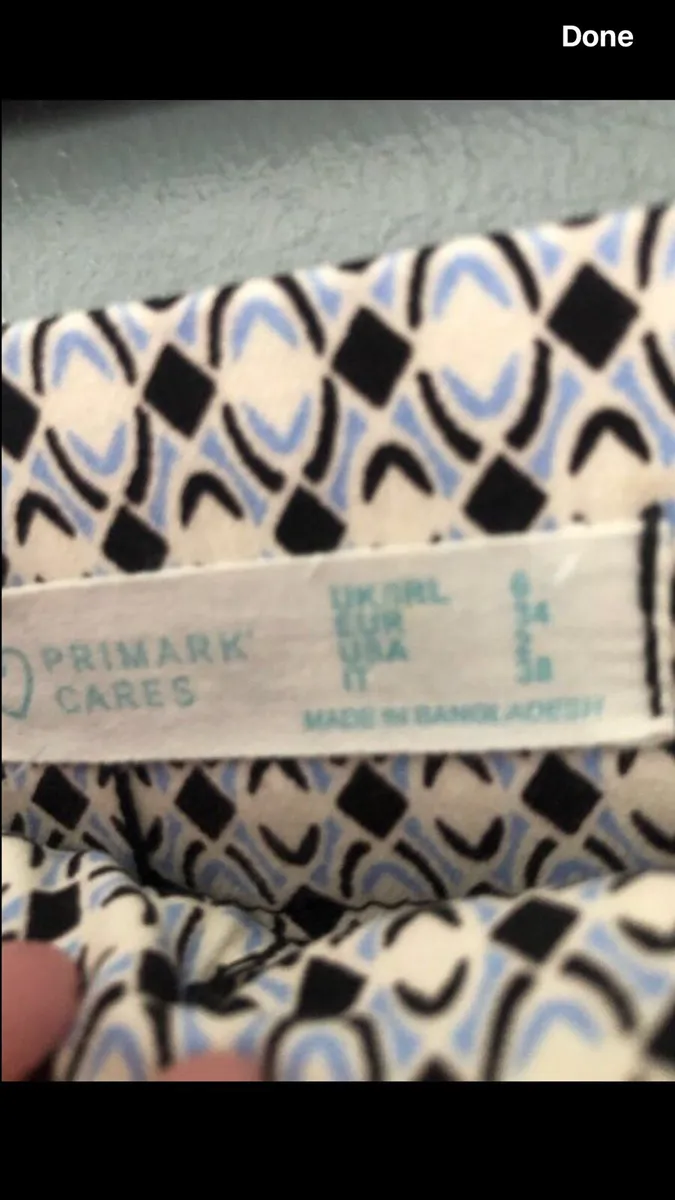 Done
PRIMARK
CARES
UK/IRL 6
EUR 34
USA 2
IT 38
MADE IN BANGLADESH